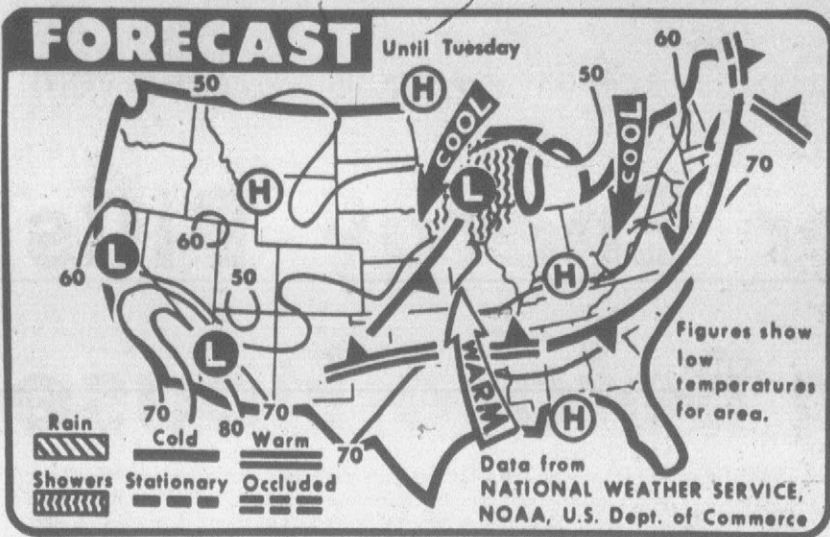 FORECAST
Until Tuesday
50
H
COOL
60
50
COOL
70
H
L
60
60
L
50
H
L
WARM
Figures show
low
temperatures
for area.
70
80
70
70
H
Rain
Cold
Warm
Showers
Stationary
Occluded
Data from
NATIONAL WEATHER SERVICE,
NOAA, U.S. Dept. of Commerce